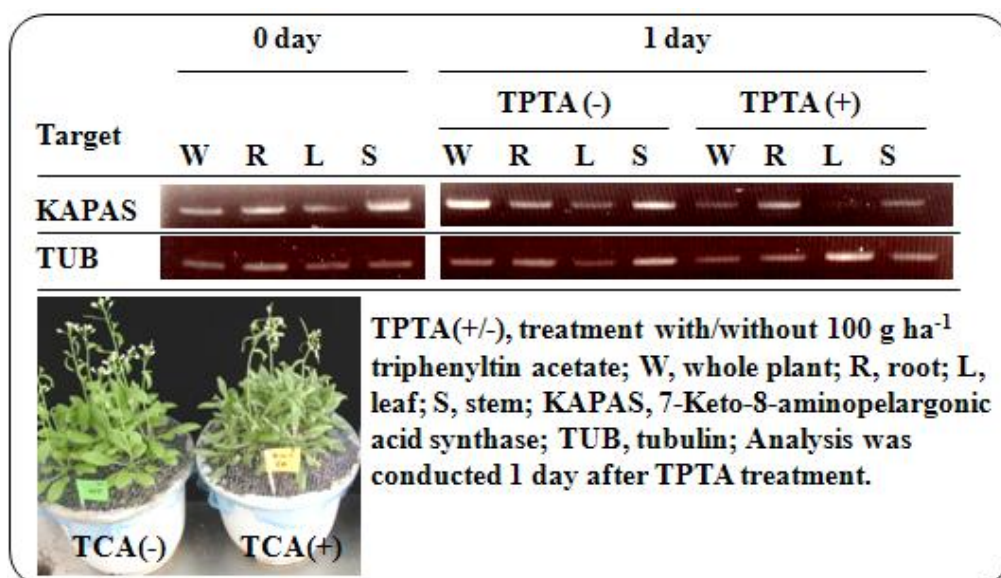 0 day 1 day
TPTA (-) TPTA (+)
Target
W R L S W R L S W R L S
KAPAS
TUB
TPTA(+/-), treatment with/without 100 g ha⁻¹
triphenyltin acetate; W, whole plant; R, root; L,
leaf; S, stem; KAPAS, 7-Keto-8-aminopelargonic
acid synthase; TUB, tubulin; Analysis was
conducted 1 day after TPTA treatment.
TCA(-) TCA(+)